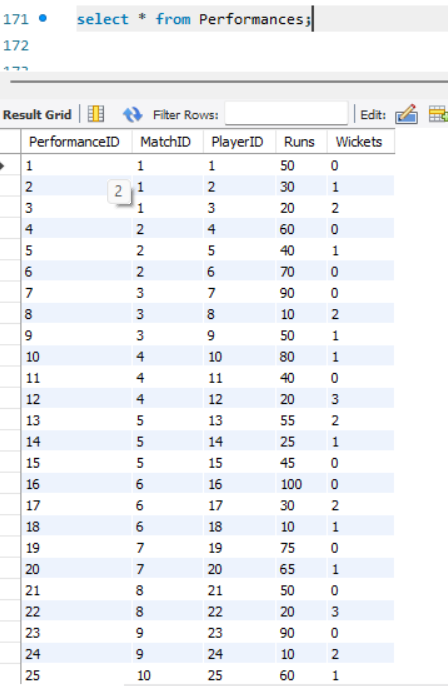 171 select * from Performances;
172
Result Grid Filter Rows: Edit:
PerformanceID MatchID PlayerID Runs Wickets
1 1 1 50 0
2 1 2 30 1
2
3 1 3 20 2
4 2 4 60 0
5 2 5 40 1
6 2 6 70 0
7 3 7 90 0
8 3 8 10 2
9 3 9 50 1
10 4 10 80 1
11 4 11 40 0
12 4 12 20 3
13 5 13 55 2
14 5 14 25 1
15 5 15 45 0
16 6 16 100 0
17 6 17 30 2
18 6 18 10 1
19 7 19 75 0
20 7 20 65 1
21 8 21 50 0
22 8 22 20 3
23 9 23 90 0
24 9 24 10 2
25 10 25 60 1